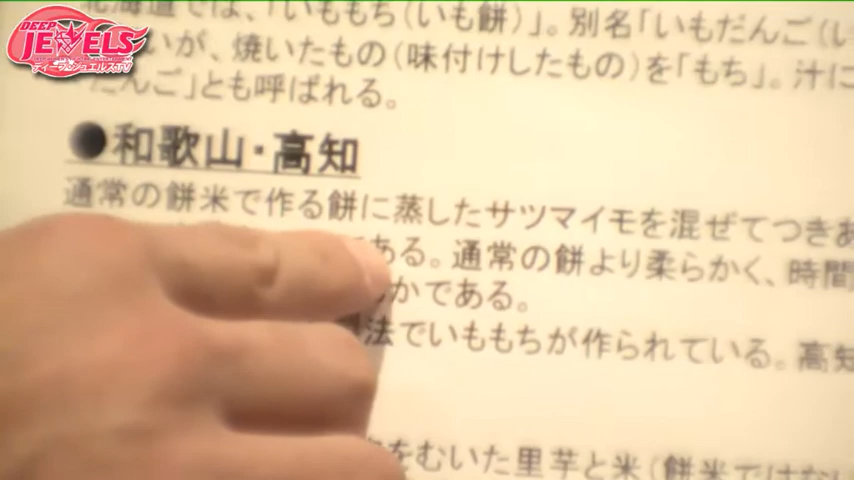 DEEP
JEWELS
ディープジュエルスTV
北海道では、「いももち（いも餅）」。別名「いもだんご（い
いが、焼いたもの（味付けしたもの）を「もち」。汁に
だんご」とも呼ばれる。
●和歌山・高知
通常の餅米で作る餅に蒸したサツマイモを混ぜてつきあ
ある。通常の餅より柔らかく、時間
かである。
法でいももちが作られている。高知
をむいた里芋と米（餅米ではない